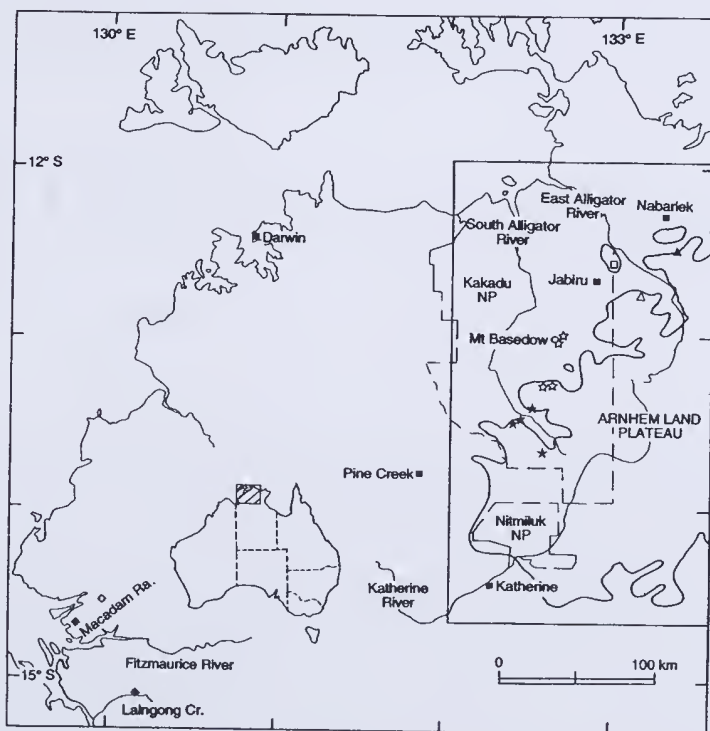 130° E
133° E
12° S
East Alligator
River
Nabarlek
South Alligator
River
Darwin
Kakadu
NP
Jabiru
Mt Basedow
ARNHEM LAND
PLATEAU
Pine Creek
Nitmiluk
NP
Katherine
River
Katherine
Macadam Ra.
Fitzmaurice River
0
100 km
15° S
Laingong Cr.